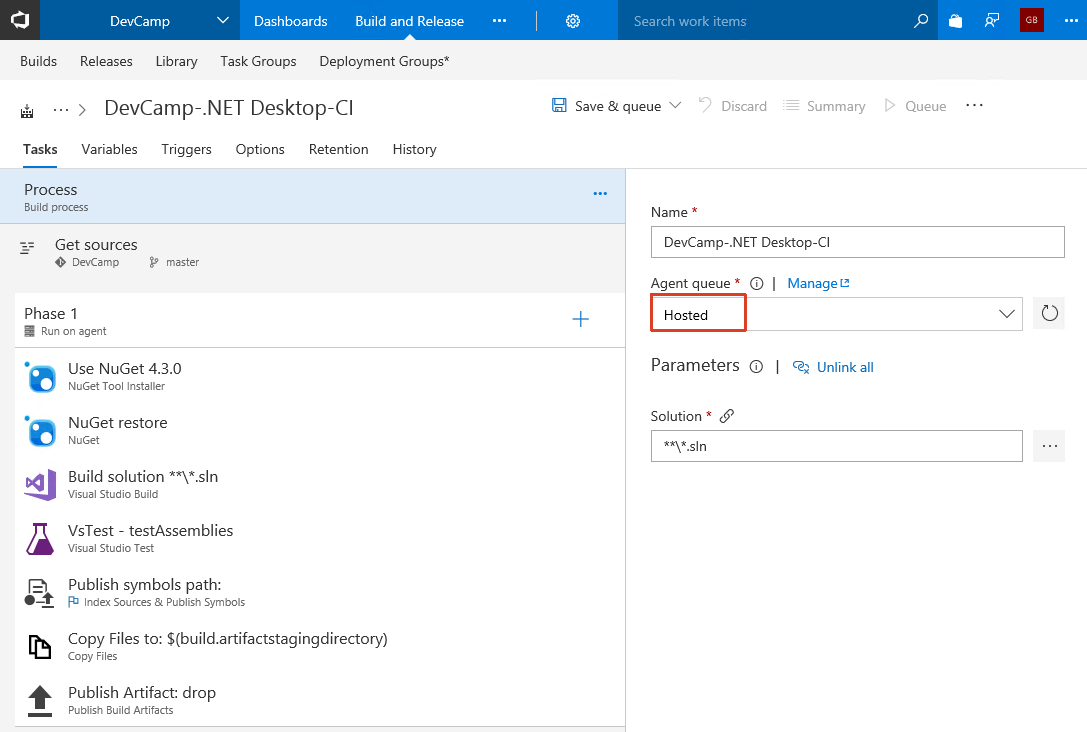 DevCamp Dashboards Build and Release ... Search work items GB ...
Builds Releases Library Task Groups Deployment Groups*
... > DevCamp-.NET Desktop-CI Save & queue Discard Summary Queue ...
Tasks Variables Triggers Options Retention History
Process ...
Build process
Get sources
DevCamp master
Phase 1 +
Run on agent
Use NuGet 4.3.0
NuGet Tool Installer
NuGet restore
NuGet
Build solution **\*.sln
Visual Studio Build
VsTest - testAssemblies
Visual Studio Test
Publish symbols path:
Index Sources & Publish Symbols
Copy Files to: $(build.artifactstagingdirectory)
Copy Files
Publish Artifact: drop
Publish Build Artifacts
Name *
DevCamp-.NET Desktop-CI
Agent queue * | Manage
Hosted
Parameters | Unlink all
Solution *
**\*.sln ...